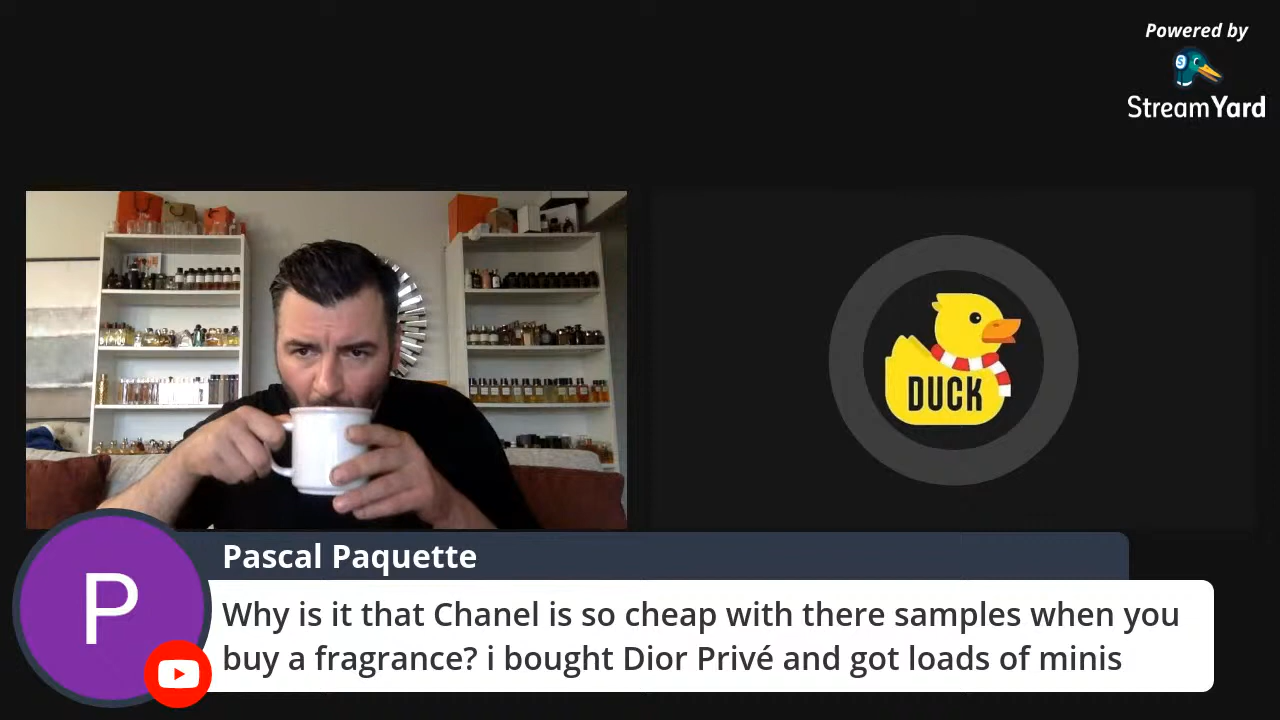 Powered by
StreamYard
DUCK
Pascal Paquette
Why is it that Chanel is so cheap with there samples when you
buy a fragrance? i bought Dior Privé and got loads of minis